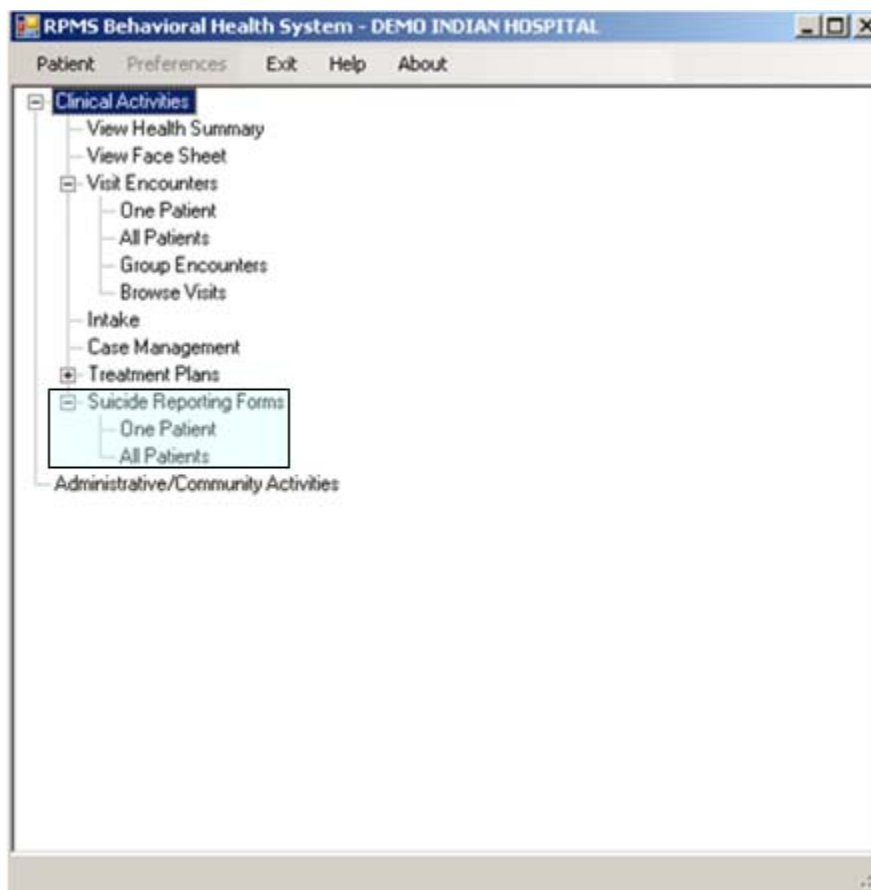 RPMS Behavioral Health System - DEMO INDIAN HOSPITAL
Patient Preferences Exit Help About
Clinical Activities
View Health Summary
View Face Sheet
Visit Encounters
One Patient
All Patients
Group Encounters
Browse Visits
Intake
Case Management
Treatment Plans
Suicide Reporting Forms
One Patient
All Patients
Administrative/Community Activities